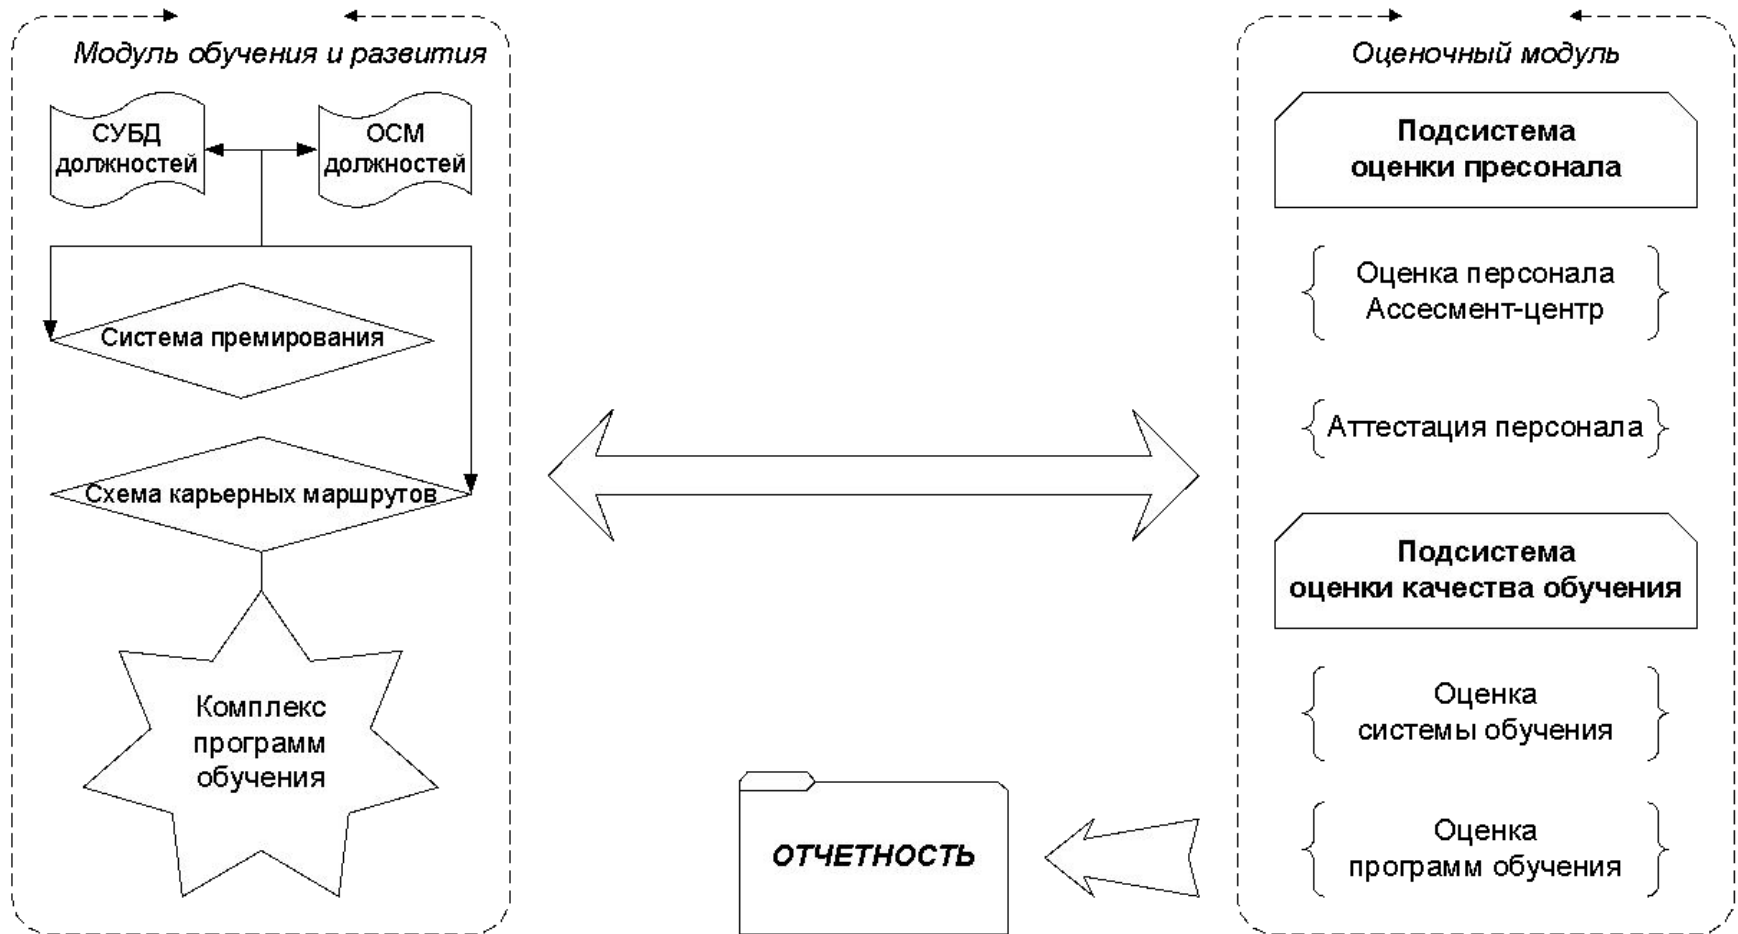 Модуль обучения и развития
СУБД
должностей
ОСМ
должностей
Система премирования
Схема карьерных маршрутов
Комплекс
программ
обучения
ОТЧЕТНОСТЬ
Оценочный модуль
Подсистема
оценки пресонала
Оценка персонала
Ассесмент-центр
Аттестация персонала
Подсистема
оценки качества обучения
Оценка
системы обучения
Оценка
программ обучения